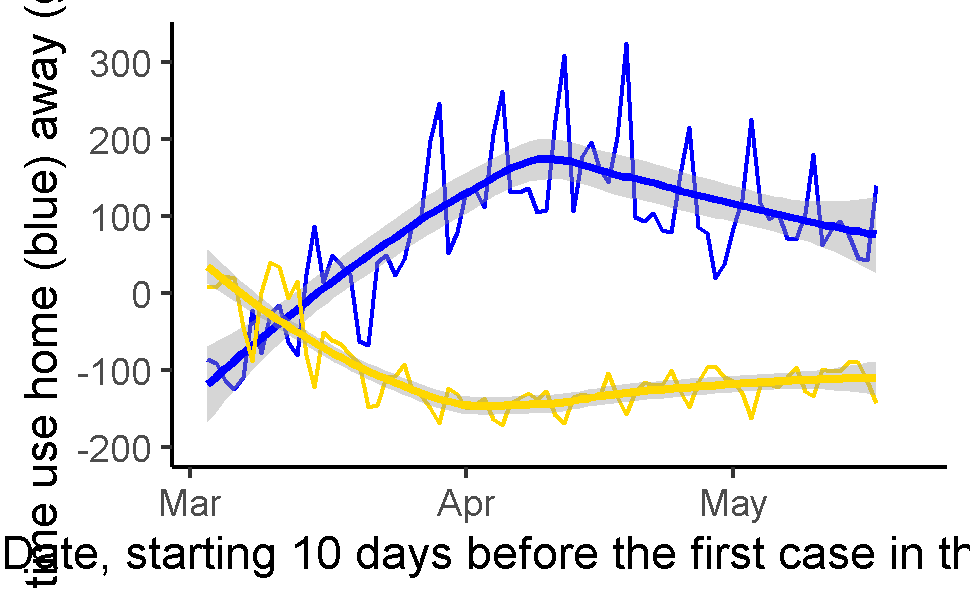 time use home (blue) away (
300
200
100
0
-100
-200
Mar Apr May
Date, starting 10 days before the first case in th